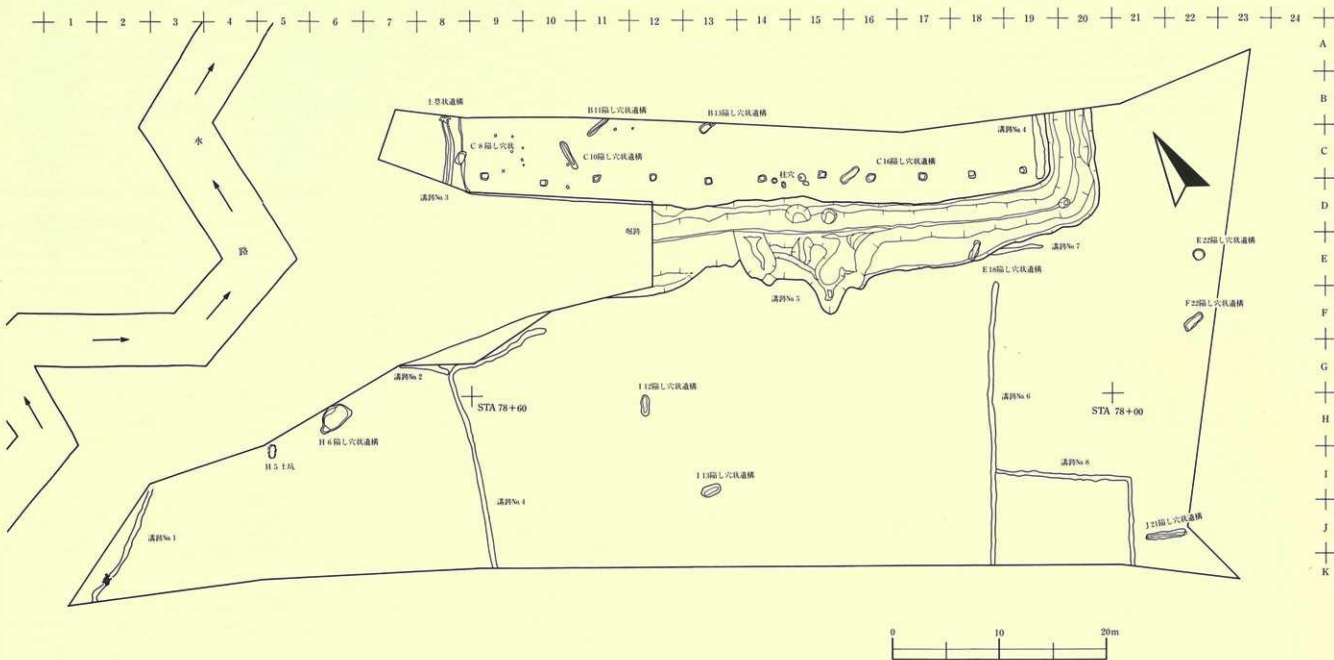 1 2 3 4 5 6 7 8 9 10 11 12 13 14 15 16 17 18 19 20 21 22 23 24
A
B
C
D
E
F
G
H
I
J
K
水
路
土塁状遺構
B11陥し穴状遺構
B13陥し穴状遺構
溝跡No.4
C8陥し穴状
C10陥し穴状遺構
柱穴
C16陥し穴状遺構
溝跡No.3
堀跡
溝跡No.7
E22陥し穴状遺構
E18陥し穴状遺構
溝跡No.5
F22陥し穴状遺構
溝跡No.2
STA 78+60
I12陥し穴状遺構
溝跡No.6
STA 78+00
H6陥し穴状遺構
H5土坑
溝跡No.8
I13陥し穴状遺構
溝跡No.4
J21陥し穴状遺構
溝跡No.1
0 10 20m